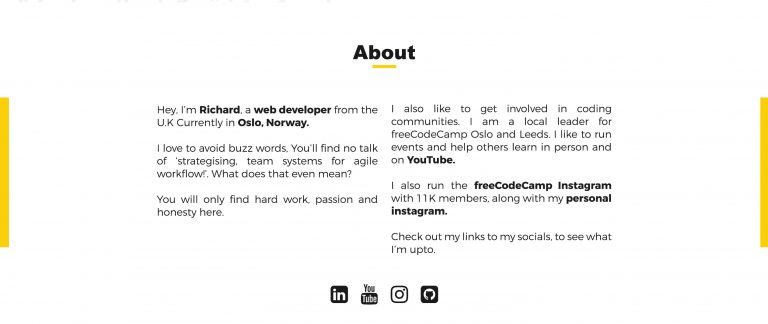 About
Hey, I'm Richard, a web developer from the
U.K Currently in Oslo, Norway.
I love to avoid buzz words, You'll find no talk
of 'strategising, team systems for agile
workflow!'. What does that even mean?
You will only find hard work, passion and
honesty here.
I also like to get involved in coding
communities. I am a local leader for
freeCodeCamp Oslo and Leeds. I like to run
events and help others learn in person and
on YouTube.
I also run the freeCodeCamp Instagram
with 11K members, along with my personal
instagram.
Check out my links to my socials, to see what
I'm upto.
in
You
Tube